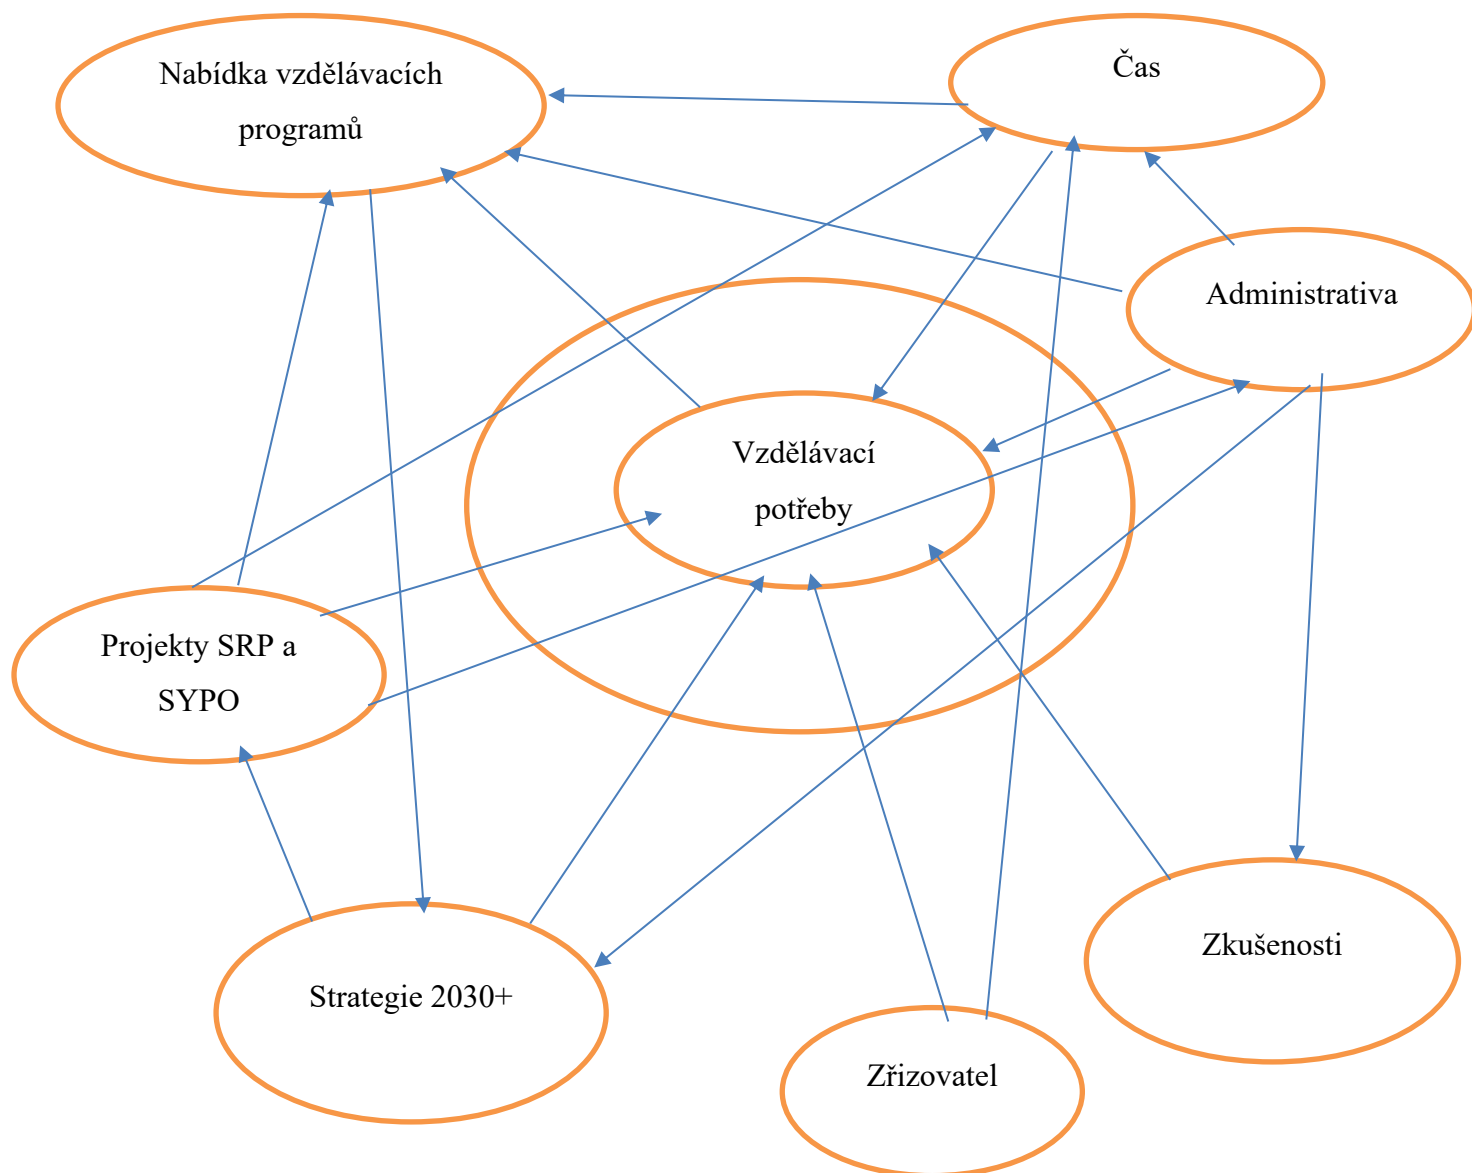 Nabídka vzdělávacích
programů
Čas
Administrativa
Vzdělávací
potřeby
Projekty SRP a
SYPO
Zkušenosti
Strategie 2030+
Zřizovatel